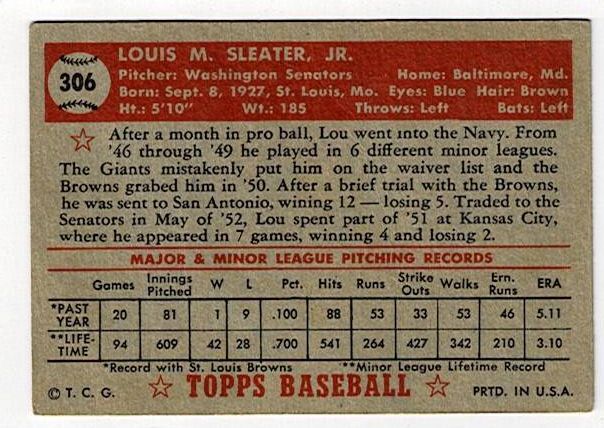 306
LOUIS M. SLEATER, JR.
Pitcher: Washington Senators Home: Baltimore, Md.
Born: Sept. 8, 1927, St. Louis, Mo. Eyes: Blue Hair: Brown
Ht.: 5'10" Wt.: 185 Throws: Left Bats: Left
After a month in pro ball, Lou went into the Navy. From
'46 through '49 he played in 6 different minor leagues.
The Giants mistakenly put him on the waiver list and the
Browns grabed him in '50. After a brief trial with the Browns,
he was sent to San Antonio, wining 12 — losing 5. Traded to the
Senators in May of '52, Lou spent part of '51 at Kansas City,
where he appeared in 7 games, winning 4 and losing 2.
MAJOR & MINOR LEAGUE PITCHING RECORDS
Games Innings Pitched W L Pct. Hits Runs Strike Outs Walks Ern. Runs ERA
*PAST YEAR 20 81 1 9 .100 88 53 33 53 46 5.11
**LIFE-TIME 94 609 42 28 .700 541 264 427 342 210 3.10
*Record with St. Louis Browns **Minor League Lifetime Record
© T. C. G. TOPPS BASEBALL PRTD. IN U.S.A.